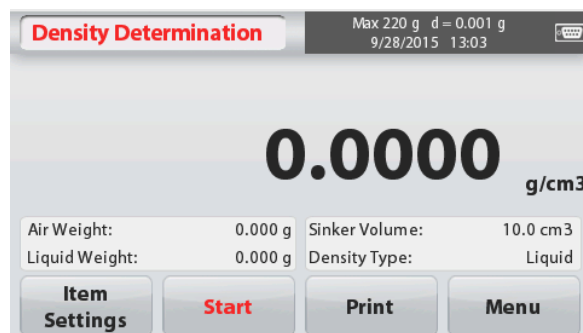 Density Determination
Max 220 g d = 0.001 g
9/28/2015 13:03
0.0000
g/cm3
Air Weight: 0.000 g Sinker Volume: 10.0 cm3
Liquid Weight: 0.000 g Density Type: Liquid
Item Settings
Start
Print
Menu